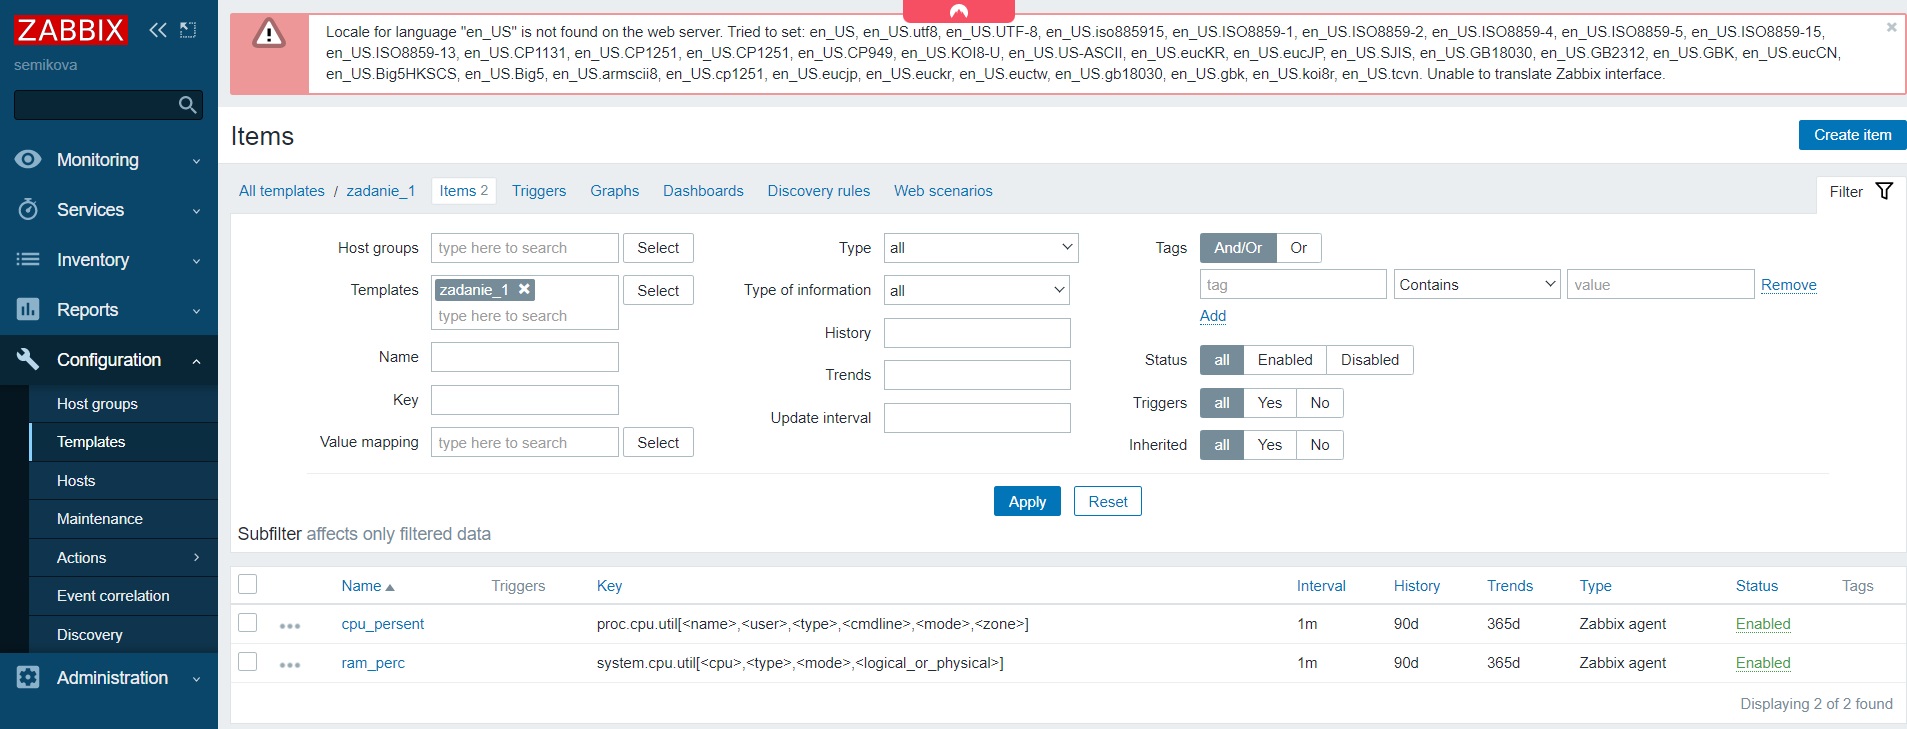 ZABBIX
semikova
Monitoring
Services
Inventory
Reports
Configuration
Host groups
Templates
Hosts
Maintenance
Actions
Event correlation
Discovery
Administration
Locale for language "en_US" is not found on the web server. Tried to set: en_US, en_US.utf8, en_US.UTF-8, en_US.iso885915, en_US.ISO8859-1, en_US.ISO8859-2, en_US.ISO8859-4, en_US.ISO8859-5, en_US.ISO8859-15,
en_US.ISO8859-13, en_US.CP1131, en_US.CP1251, en_US.CP1251, en_US.CP949, en_US.KOI8-U, en_US.US-ASCII, en_US.eucKR, en_US.eucJP, en_US.SJIS, en_US.GB18030, en_US.GB2312, en_US.GBK, en_US.eucCN,
en_US.Big5HKSCS, en_US.Big5, en_US.armscii8, en_US.cp1251, en_US.eucjp, en_US.euckr, en_US.euctw, en_US.gb18030, en_US.gbk, en_US.koi8r, en_US.tcvn. Unable to translate Zabbix interface.
Items
Create item
All templates / zadanie_1 Items 2 Triggers Graphs Dashboards Discovery rules Web scenarios
Filter
Host groups type here to search Select
Templates zadanie_1 Select
type here to search
Name
Key
Value mapping type here to search Select
Type all
Type of information all
History
Trends
Update interval
Tags And/Or Or
tag Contains value Remove
Add
Status all Enabled Disabled
Triggers all Yes No
Inherited all Yes No
Apply Reset
Subfilter affects only filtered data
Name Triggers Key Interval History Trends Type Status Tags
cpu_persent proc.cpu.util[<name>,<user>,<type>,<cmdline>,<mode>,<zone>] 1m 90d 365d Zabbix agent Enabled
ram_perc system.cpu.util[<cpu>,<type>,<mode>,<logical_or_physical>] 1m 90d 365d Zabbix agent Enabled
Displaying 2 of 2 found